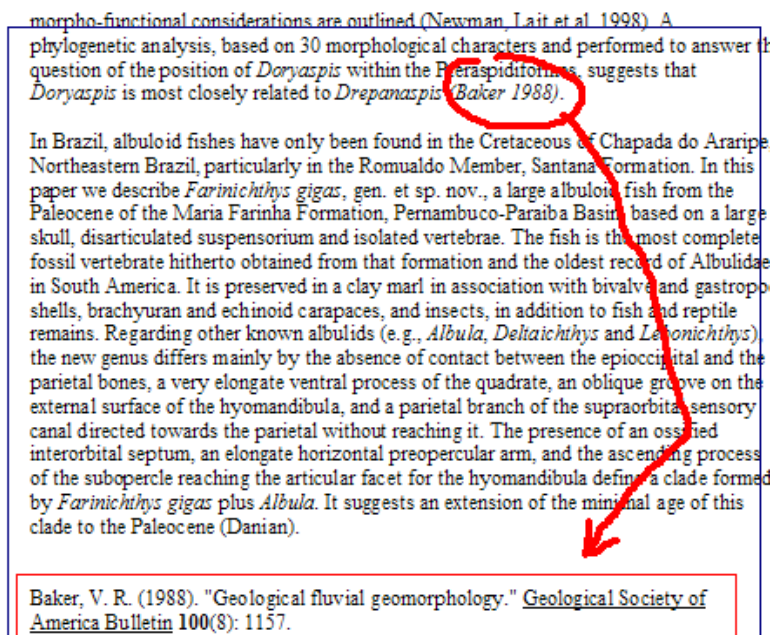 morpho-functional considerations are outlined (Newman, Lait et al. 1998). A
phylogenetic analysis, based on 30 morphological characters and performed to answer th
question of the position of Doryaspis within the Pteraspidiformes, suggests that
Doryaspis is most closely related to Drepanaspis (Baker 1988).
In Brazil, albuloid fishes have only been found in the Cretaceous of Chapada do Araripe
Northeastern Brazil, particularly in the Romualdo Member, Santana Formation. In this
paper we describe Farinichthys gigas, gen. et sp. nov., a large albuloid fish from the
Paleocene of the Maria Farinha Formation, Pernambuco-Paraiba Basin, based on a large
skull, disarticulated suspensorium and isolated vertebrae. The fish is the most complete
fossil vertebrate hitherto obtained from that formation and the oldest record of Albulidae
in South America. It is preserved in a clay marl in association with bivalve and gastropo
shells, brachyuran and echinoid carapaces, and insects, in addition to fish and reptile
remains. Regarding other known albulids (e.g., Albula, Deltaichthys and Lebonichthys),
the new genus differs mainly by the absence of contact between the epioccipital and the
parietal bones, a very elongate ventral process of the quadrate, an oblique groove on the
external surface of the hyomandibula, and a parietal branch of the supraorbital sensory
canal directed towards the parietal without reaching it. The presence of an ossified
interorbital septum, an elongate horizontal preopercular arm, and the ascending process
of the subopercle reaching the articular facet for the hyomandibula define a clade formed
by Farinichthys gigas plus Albula. It suggests an extension of the minimal age of this
clade to the Paleocene (Danian).
Baker, V. R. (1988). "Geological fluvial geomorphology." Geological Society of
America Bulletin 100(8): 1157.